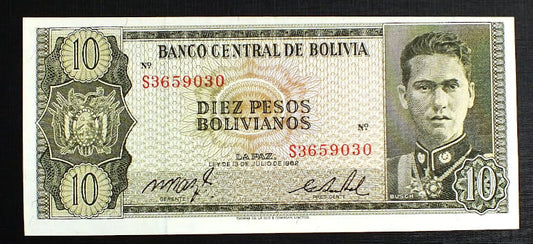 10
BANCO CENTRAL DE BOLIVIA
Nº
S3659030
DIEZ PESOS
BOLIVIANOS
Nº
S3659030
LA PAZ,
LEY DE 13 DE JULIO DE 1962
10
GERENTE
PRESIDENTE
BUSCH
10